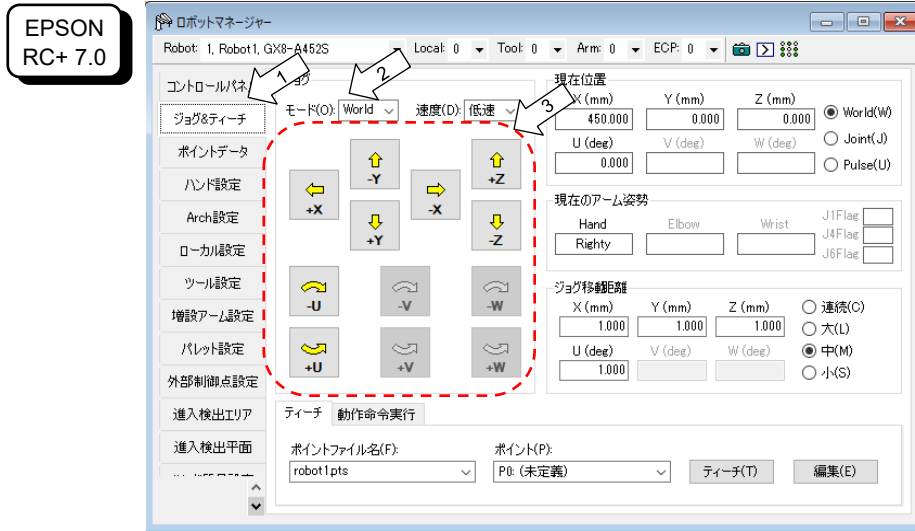 EPSON
RC+ 7.0
ロボットマネージャー
Robot: 1, Robot1, GX8-A452S Local: 0 Tool: 0 Arm: 0 ECP: 0
コントロールパネ
ジョグ&ティーチ
ポイントデータ
ハンド設定
Arch設定
ローカル設定
ツール設定
増設アーム設定
パレット設定
外部制御点設定
進入検出エリア
進入検出平面
1
2
3
ジョグ
モード(O): World 速度(D): 低速
-Y
+Z
+X
-X
+Y
-Z
-U
-V
-W
+U
+V
+W
現在位置
X (mm) Y (mm) Z (mm)
450.000 0.000 0.000
U (deg) V (deg) W (deg)
0.000
World(W)
Joint(J)
Pulse(U)
現在のアーム姿勢
Hand Elbow Wrist
Righty
J1Flag
J4Flag
J6Flag
ジョグ移動距離
X (mm) Y (mm) Z (mm)
1.000 1.000 1.000
U (deg) V (deg) W (deg)
1.000
連続(C)
大(L)
中(M)
小(S)
ティーチ 動作命令実行
ポイントファイル名(F): ポイント(P):
robot1.pts P0: (未定義) ティーチ(T) 編集(E)